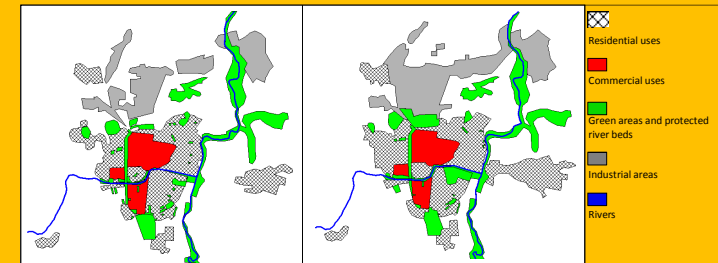 Residential uses
Commercial uses
Green areas and protected
river beds
Industrial areas
Rivers